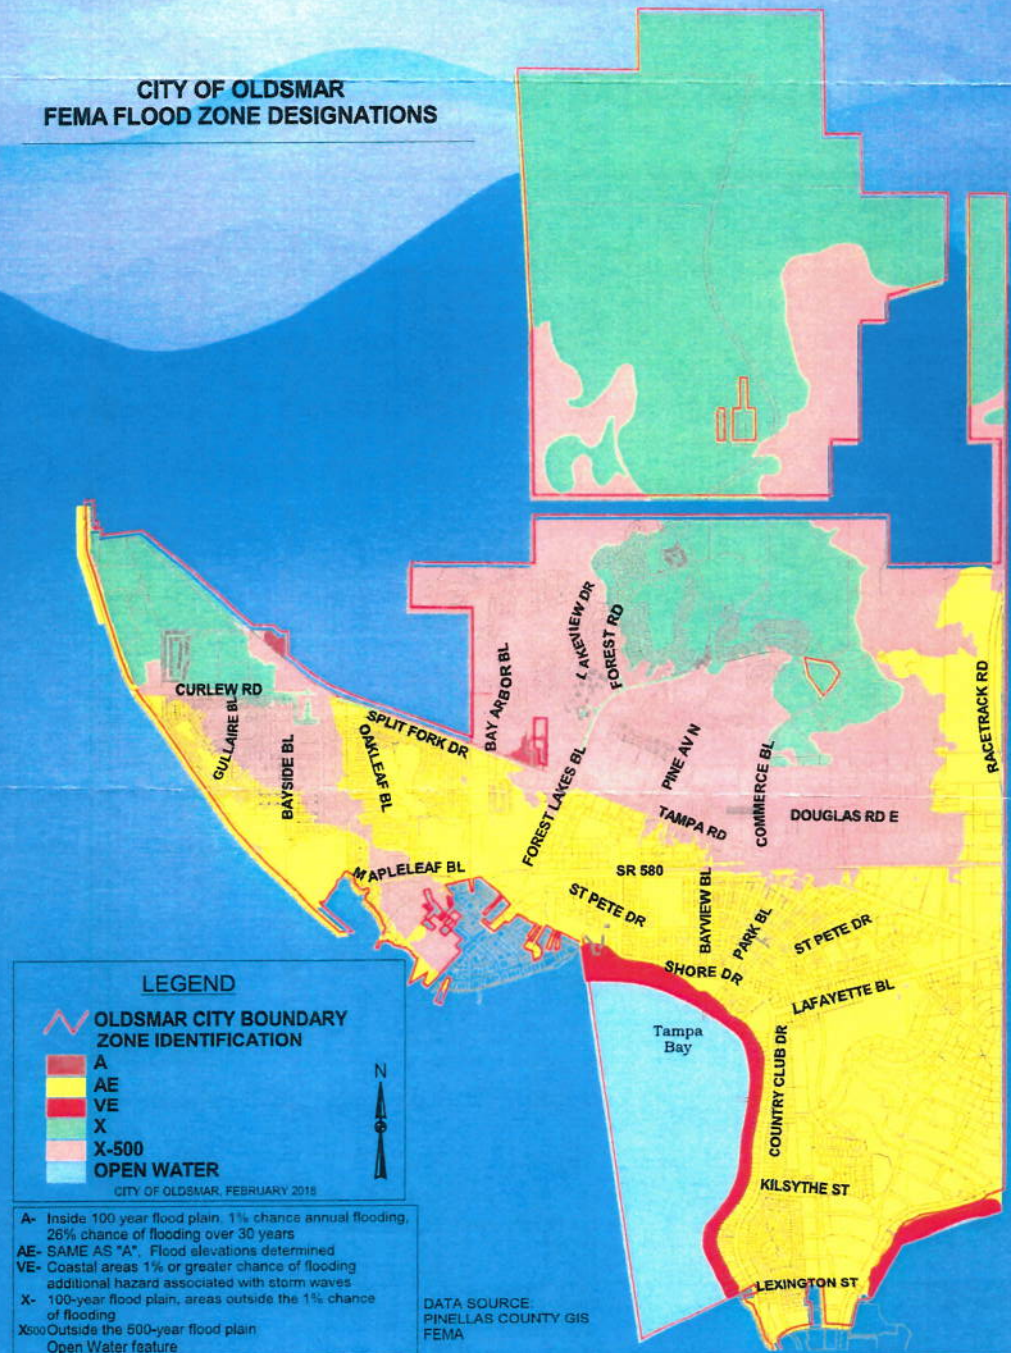 CITY OF OLDSMAR
FEMA FLOOD ZONE DESIGNATIONS
LAKEVIEW DR
FOREST RD
BAY ARBOR BL
CURLEW RD
GULLAIRE BL
BAYSIDE BL
OAKLEAF BL
SPLIT FORK DR
FOREST LAKES BL
PINE AV N
COMMERCE BL
RACETRACK RD
TAMPA RD
DOUGLAS RD E
MAPLELEAF BL
SR 580
ST PETE DR
BAYVIEW BL
PARK BL
ST PETE DR
SHORE DR
LAFAYETTE BL
Tampa
Bay
COUNTRY CLUB DR
KILSYTHE ST
LEXINGTON ST
LEGEND
OLDSMAR CITY BOUNDARY
ZONE IDENTIFICATION
A
AE
VE
X
X-500
OPEN WATER
N
CITY OF OLDSMAR, FEBRUARY 2018
A- Inside 100 year flood plain. 1% chance annual flooding,
26% chance of flooding over 30 years
AE- SAME AS "A". Flood elevations determined
VE- Coastal areas 1% or greater chance of flooding
additional hazard associated with storm waves
X- 100-year flood plain, areas outside the 1% chance
of flooding
X500 Outside the 500-year flood plain
Open Water feature
DATA SOURCE:
PINELLAS COUNTY GIS
FEMA